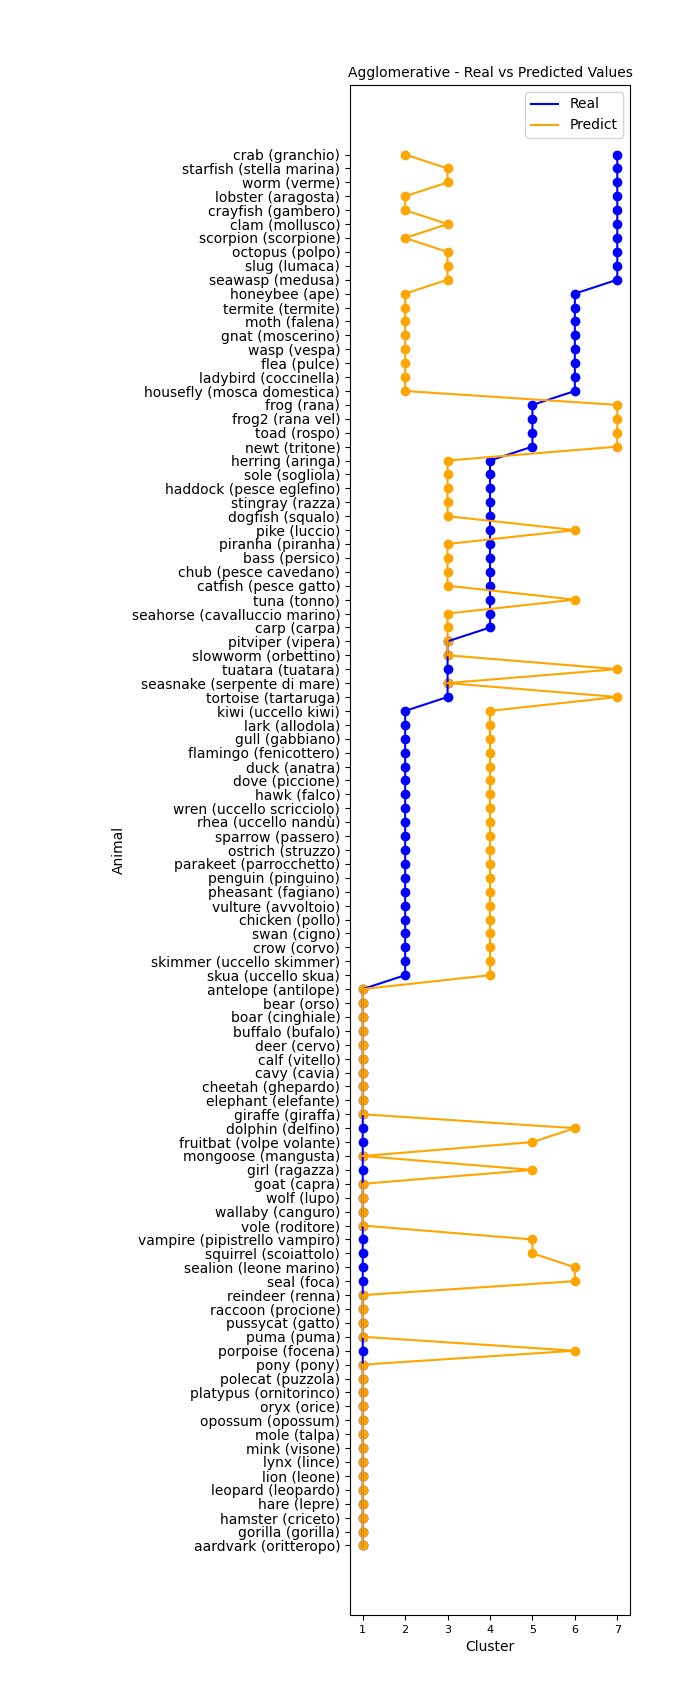 Agglomerative - Real vs Predicted Values
Real
Predict
crab (granchio)
starfish (stella marina)
worm (verme)
lobster (aragosta)
crayfish (gambero)
clam (mollusco)
scorpion (scorpione)
octopus (polpo)
slug (lumaca)
seawasp (medusa)
honeybee (ape)
termite (termite)
moth (falena)
gnat (moscerino)
wasp (vespa)
flea (pulce)
ladybird (coccinella)
housefly (mosca domestica)
frog (rana)
frog2 (rana vel)
toad (rospo)
newt (tritone)
herring (aringa)
sole (sogliola)
haddock (pesce eglefino)
stingray (razza)
dogfish (squalo)
pike (luccio)
piranha (piranha)
bass (persico)
chub (pesce cavedano)
catfish (pesce gatto)
tuna (tonno)
seahorse (cavalluccio marino)
carp (carpa)
pitviper (vipera)
slowworm (orbettino)
tuatara (tuatara)
seasnake (serpente di mare)
tortoise (tartaruga)
kiwi (uccello kiwi)
lark (allodola)
gull (gabbiano)
flamingo (fenicottero)
duck (anatra)
dove (piccione)
hawk (falco)
wren (uccello scricciolo)
rhea (uccello nandù)
sparrow (passero)
ostrich (struzzo)
parakeet (parrocchetto)
penguin (pinguino)
pheasant (fagiano)
vulture (avvoltoio)
chicken (pollo)
swan (cigno)
crow (corvo)
skimmer (uccello skimmer)
skua (uccello skua)
antelope (antilope)
bear (orso)
boar (cinghiale)
buffalo (bufalo)
deer (cervo)
calf (vitello)
cavy (cavia)
cheetah (ghepardo)
elephant (elefante)
giraffe (giraffa)
dolphin (delfino)
fruitbat (volpe volante)
mongoose (mangusta)
girl (ragazza)
goat (capra)
wolf (lupo)
wallaby (canguro)
vole (roditore)
vampire (pipistrello vampiro)
squirrel (scoiattolo)
sealion (leone marino)
seal (foca)
reindeer (renna)
raccoon (procione)
pussycat (gatto)
puma (puma)
porpoise (focena)
pony (pony)
polecat (puzzola)
platypus (ornitorinco)
oryx (orice)
opossum (opossum)
mole (talpa)
mink (visone)
lynx (lince)
lion (leone)
leopard (leopardo)
hare (lepre)
hamster (criceto)
gorilla (gorilla)
aardvark (oritteropo)
Animal
1 2 3 4 5 6 7
Cluster